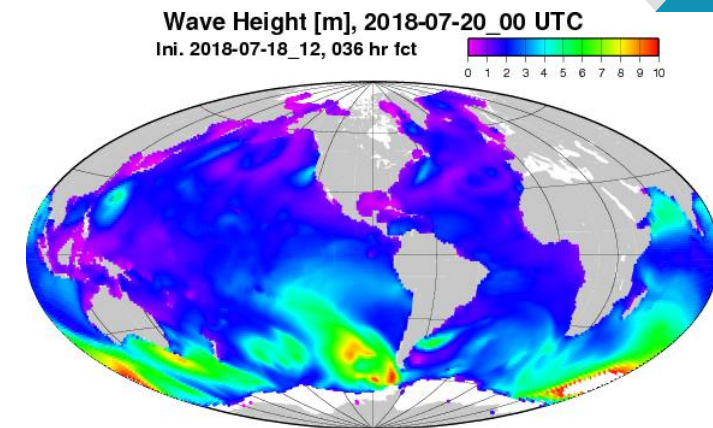 Wave Height [m], 2018-07-20_00 UTC
Ini. 2018-07-18_12, 036 hr fct
0 1 2 3 4 5 6 7 8 9 10